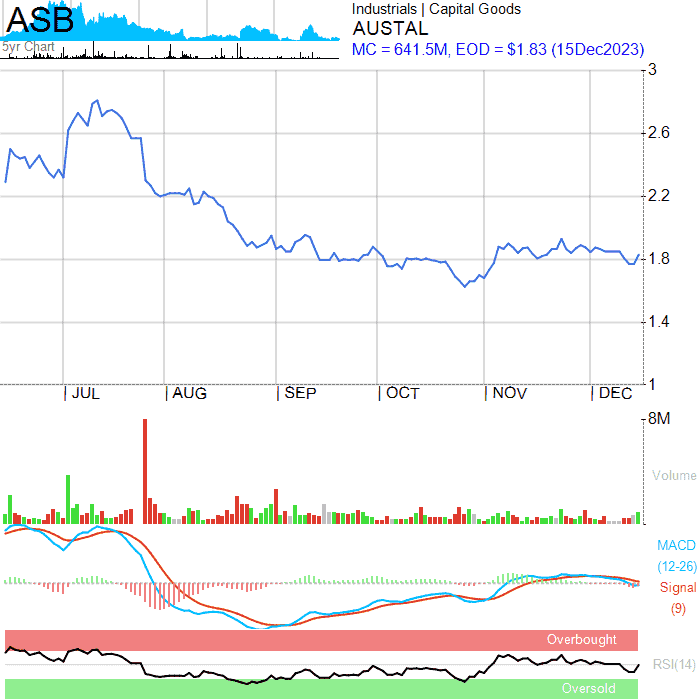 ASB
5yr Chart
Industrials | Capital Goods
AUSTAL
MC = 641.5M, EOD = $1.83 (15Dec2023)
3
2.6
2.2
1.8
1.4
1
JUL AUG SEP OCT NOV DEC
8M
Volume
MACD
(12-26)
Signal
(9)
Overbought
RSI(14)
Oversold